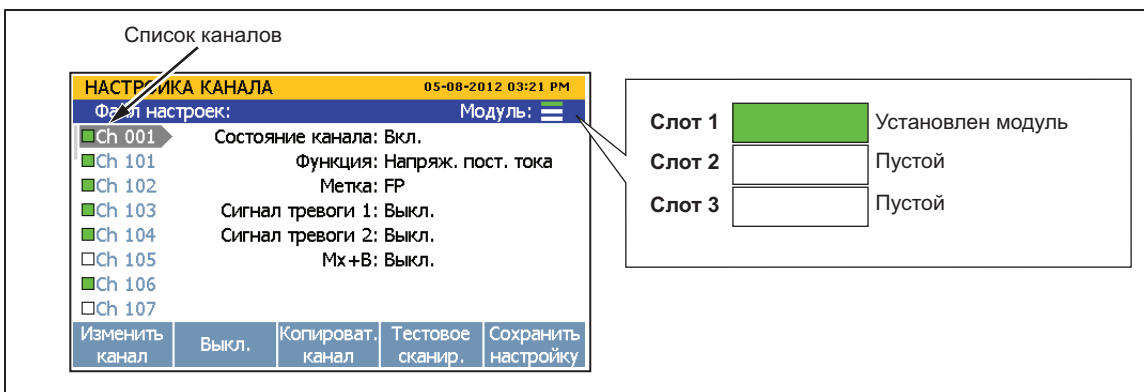 Список каналов
НАСТРОЙКА КАНАЛА 05-08-2012 03:21 PM
Файл настроек: Модуль:
Ch 001 Состояние канала: Вкл.
Ch 101 Функция: Напряж. пост. тока
Ch 102 Метка: FP
Ch 103 Сигнал тревоги 1: Выкл.
Ch 104 Сигнал тревоги 2: Выкл.
Ch 105 Mx+B: Выкл.
Ch 106
Ch 107
Изменить канал
Выкл.
Копироват. канал
Тестовое сканир.
Сохранить настройку
Слот 1 Установлен модуль
Слот 2 Пустой
Слот 3 Пустой